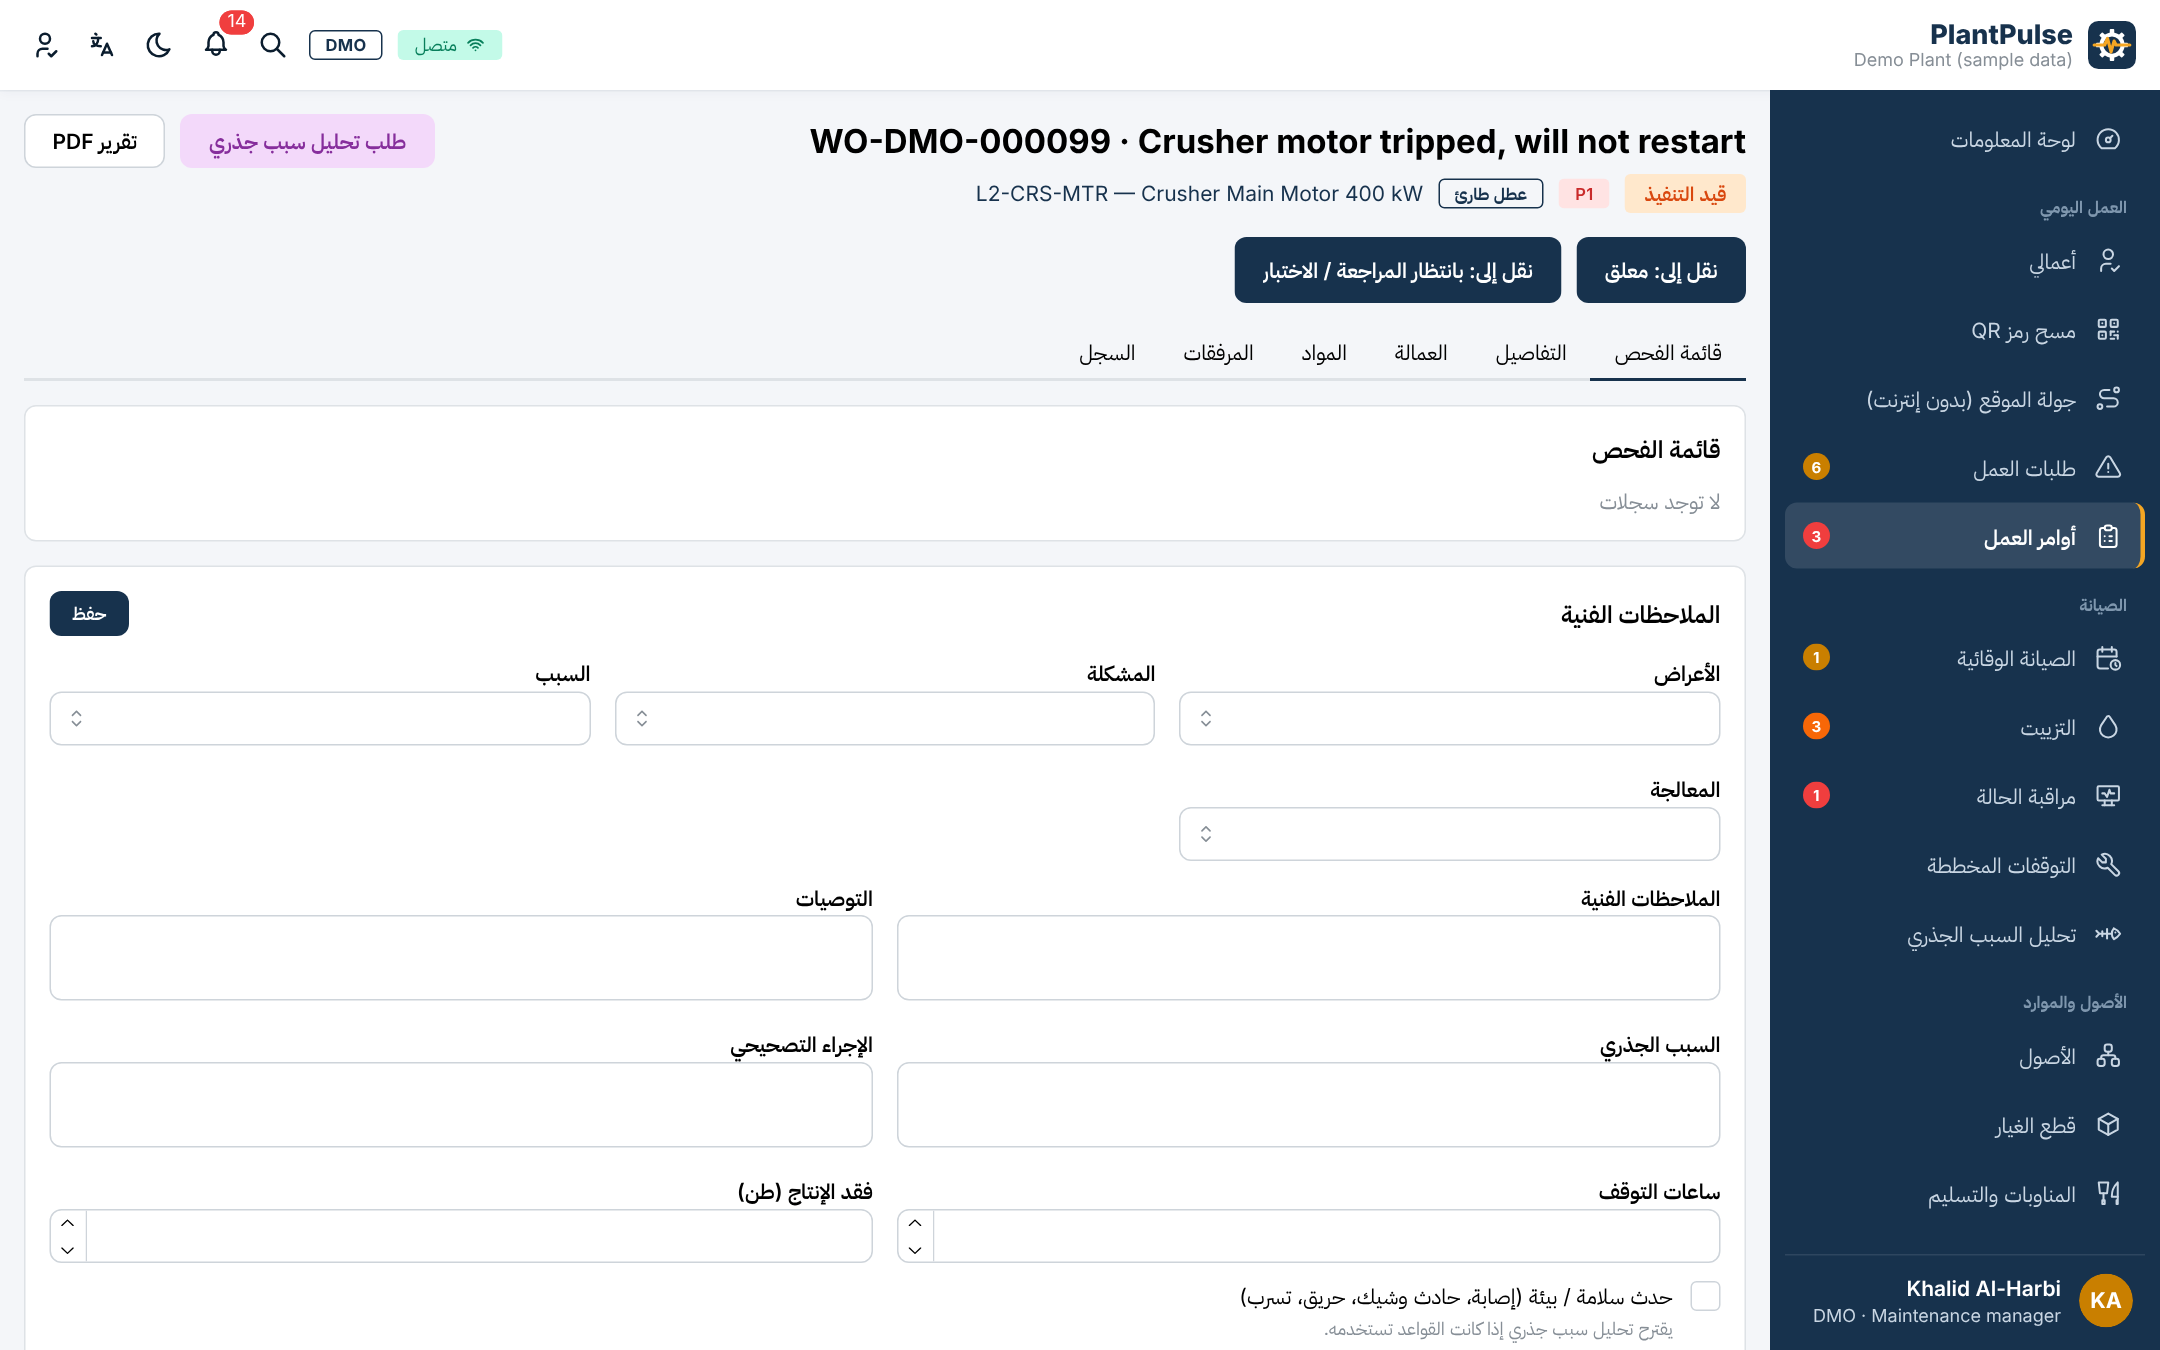 PlantPulse
Demo Plant (sample data)
متصل
DMO
14
لوحة المعلومات
العمل اليومي
أعمالي
مسح رمز QR
جولة الموقع (بدون إنترنت)
طلبات العمل
6
أوامر العمل
3
الصيانة
الصيانة الوقائية
1
التزييت
3
مراقبة الحالة
1
التوقفات المخططة
تحليل السبب الجذري
الأصول والموارد
الأصول
قطع الغيار
المناوبات والتسليم
Khalid Al-Harbi
DMO · Maintenance manager
KA
WO-DMO-000099 · Crusher motor tripped, will not restart
طلب تحليل سبب جذري
تقرير PDF
قيد التنفيذ
P1
عطل طارئ
L2-CRS-MTR — Crusher Main Motor 400 kW
نقل إلى: معلق
نقل إلى: بانتظار المراجعة / الاختبار
قائمة الفحص
التفاصيل
العمالة
المواد
المرفقات
السجل
قائمة الفحص
لا توجد سجلات
الملاحظات الفنية
حفظ
الأعراض
المشكلة
السبب
المعالجة
الملاحظات الفنية
التوصيات
السبب الجذري
الإجراء التصحيحي
ساعات التوقف
فقد الإنتاج (طن)
حدث سلامة / بيئة (إصابة، حادث وشيك، حريق، تسرب)
يقترح تحليل سبب جذري إذا كانت القواعد تستخدمه.